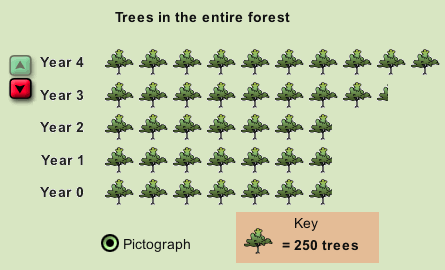 Trees in the entire forest
Year 4
Year 3
Year 2
Year 1
Year 0
Pictograph
Key
= 250 trees